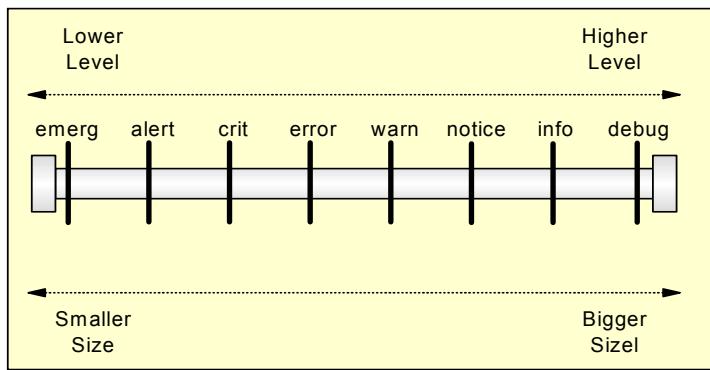 Lower
Level
Higher
Level
emerg alert crit error warn notice info debug
Smaller
Size
Bigger
Sizel